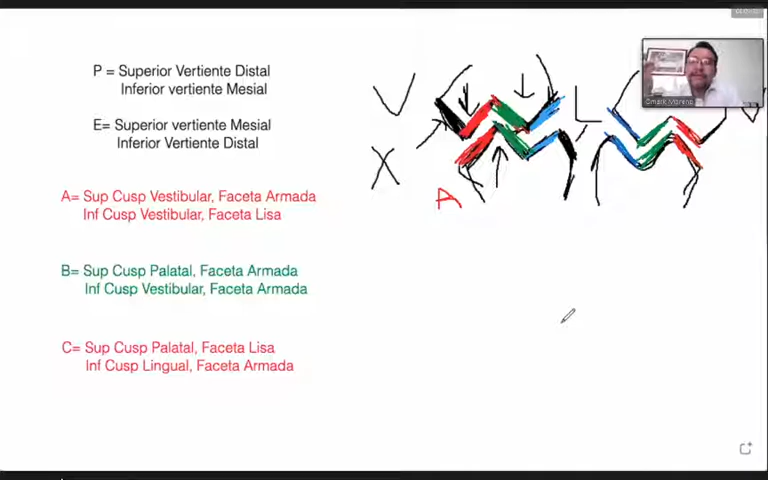 P = Superior Vertiente Distal
Inferior vertiente Mesial
E= Superior vertiente Mesial
Inferior Vertiente Distal
A= Sup Cusp Vestibular, Faceta Armada
Inf Cusp Vestibular, Faceta Lisa
B= Sup Cusp Palatal, Faceta Armada
Inf Cusp Vestibular, Faceta Armada
C= Sup Cusp Palatal, Faceta Lisa
Inf Cusp Lingual, Faceta Armada
V
L
X
A
Omark Moreno